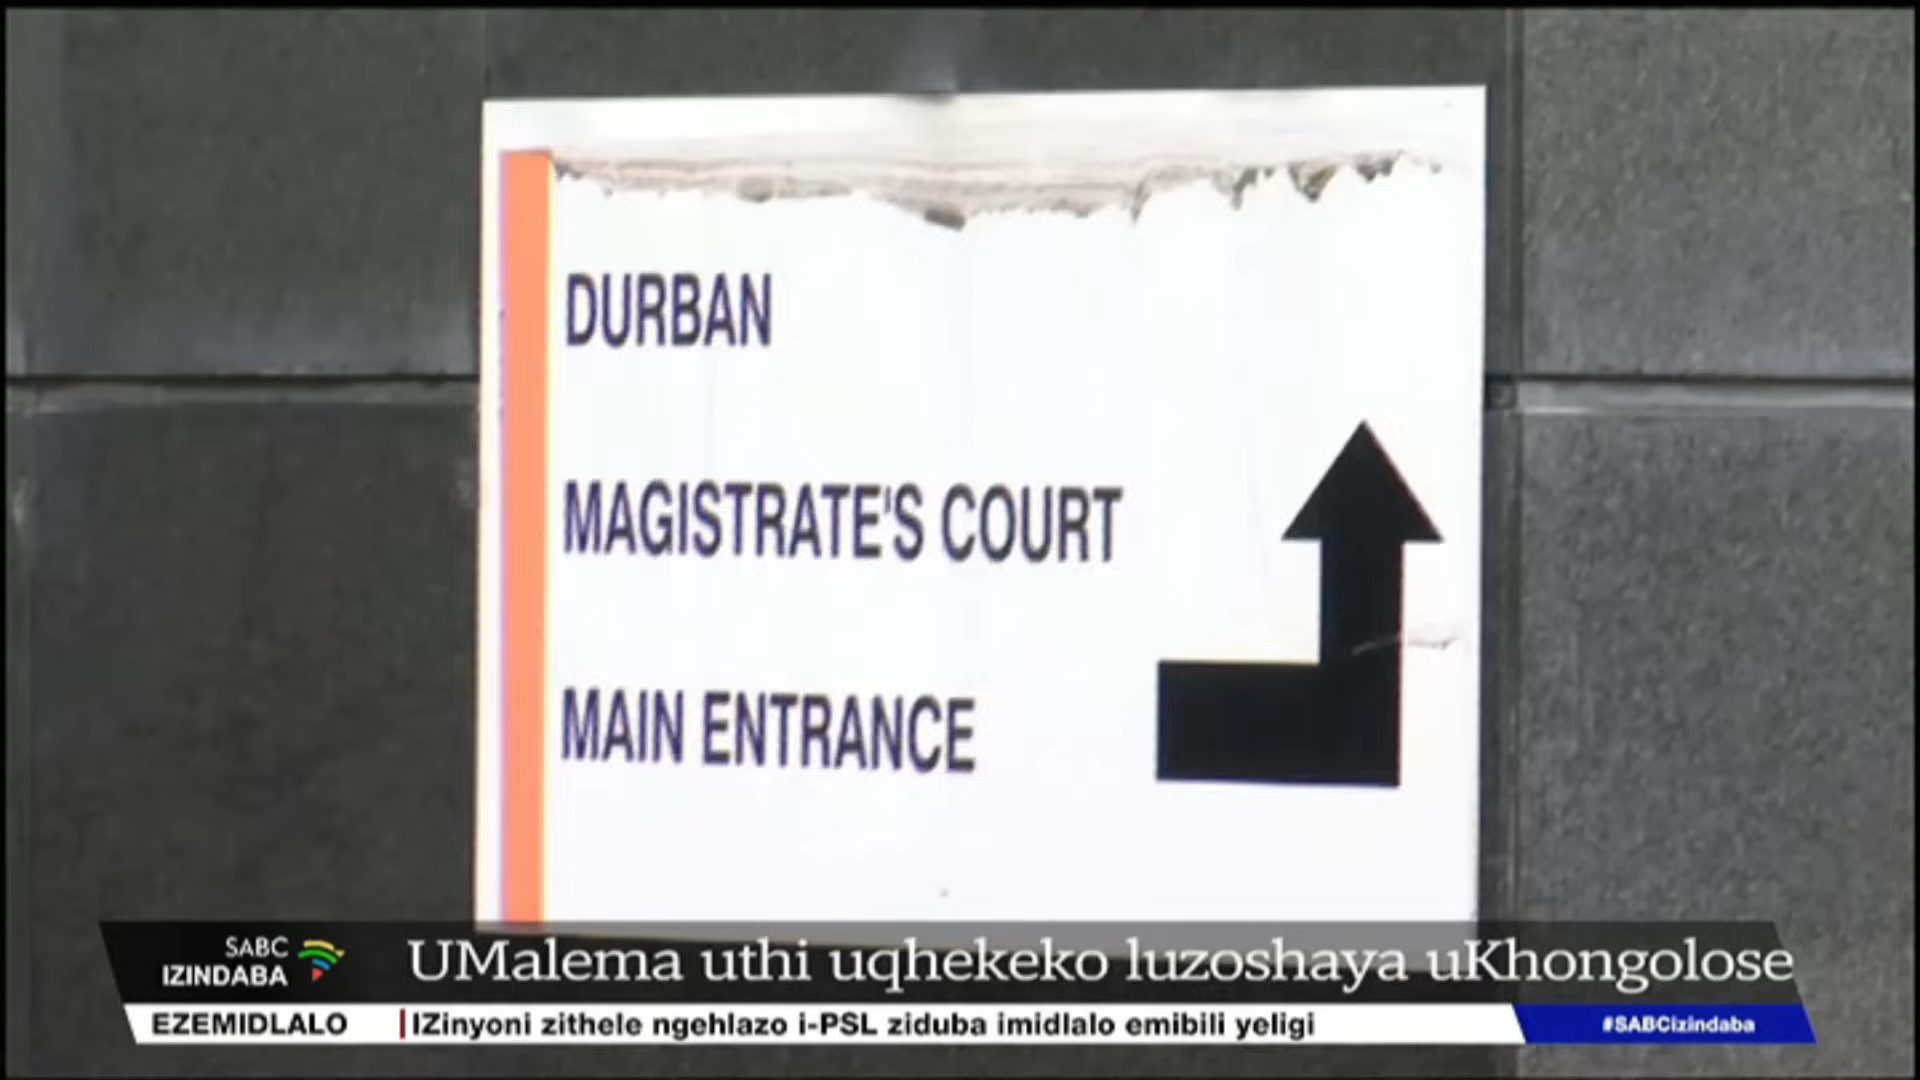 DURBAN
MAGISTRATE'S COURT
MAIN ENTRANCE
SABC
IZINDABA
UMalema uthi uqhekeko luzoshaya uKhongolose
EZEMIDLALO
IZinyoni zithele ngehlazo i-PSL ziduba imidlalo emibili yeligi
#SABCizindaba